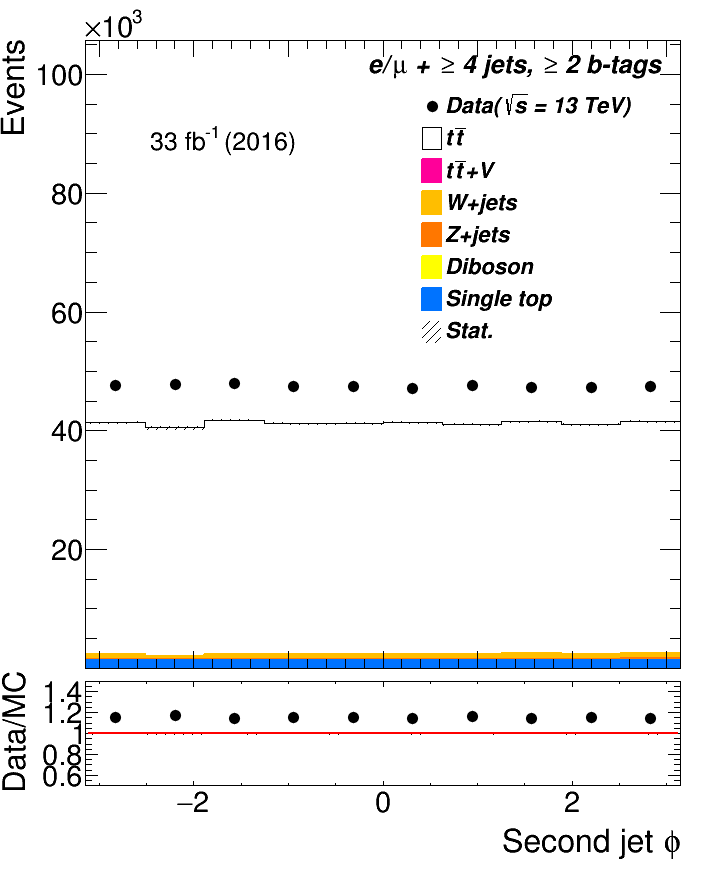 ×10³
Events
100
80
60
40
20
e/μ + ≥ 4 jets, ≥ 2 b-tags
33 fb⁻¹ (2016)
Data(√s = 13 TeV)
tt̅
tt̅+V
W+jets
Z+jets
Diboson
Single top
Stat.
Data/MC
1.4
1.2
1
0.8
0.6
−2 0 2
Second jet ϕ